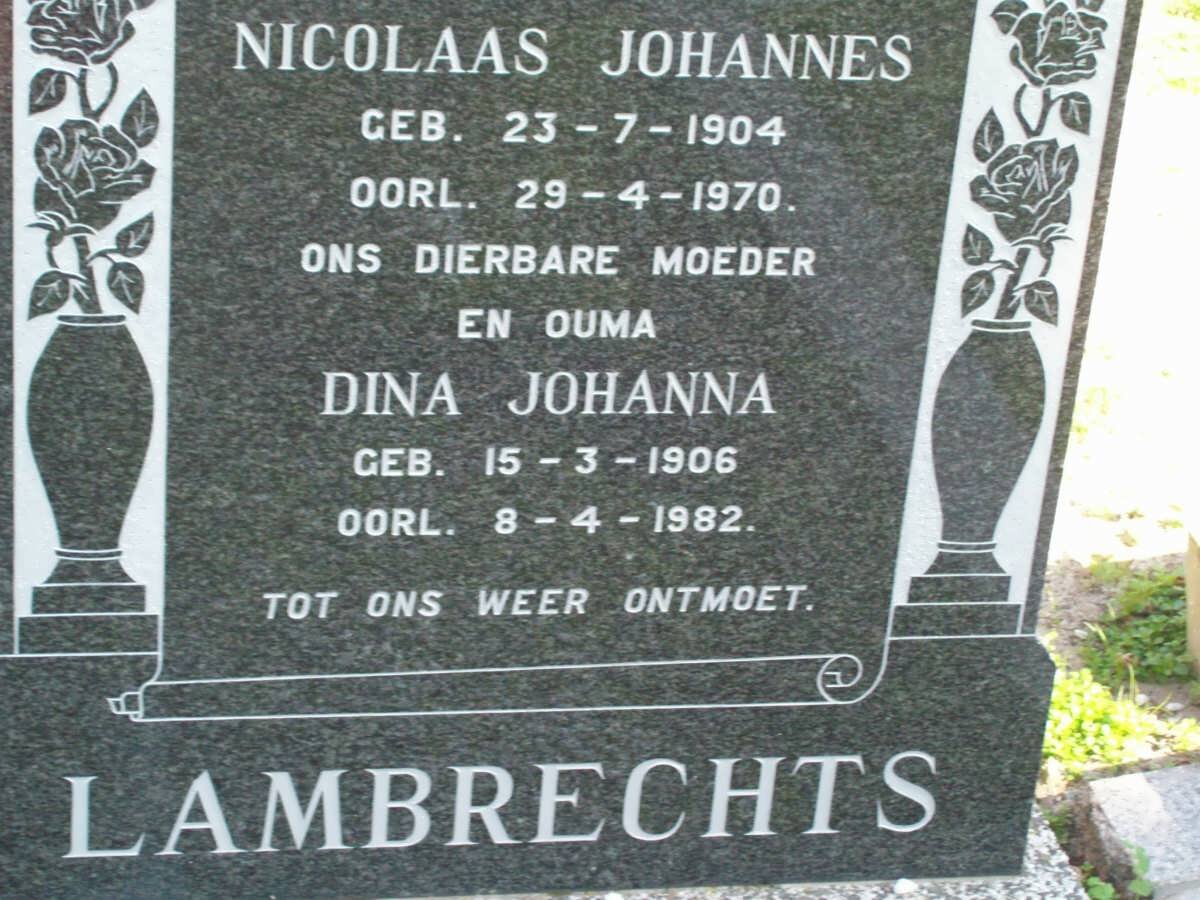 NICOLAAS JOHANNES
GEB. 23-7-1904
OORL. 29-4-1970.
ONS DIERBARE MOEDER
EN OUMA
DINA JOHANNA
GEB. 15-3-1906
OORL. 8-4-1982.
TOT ONS WEER ONTMOET.
LAMBRECHTS